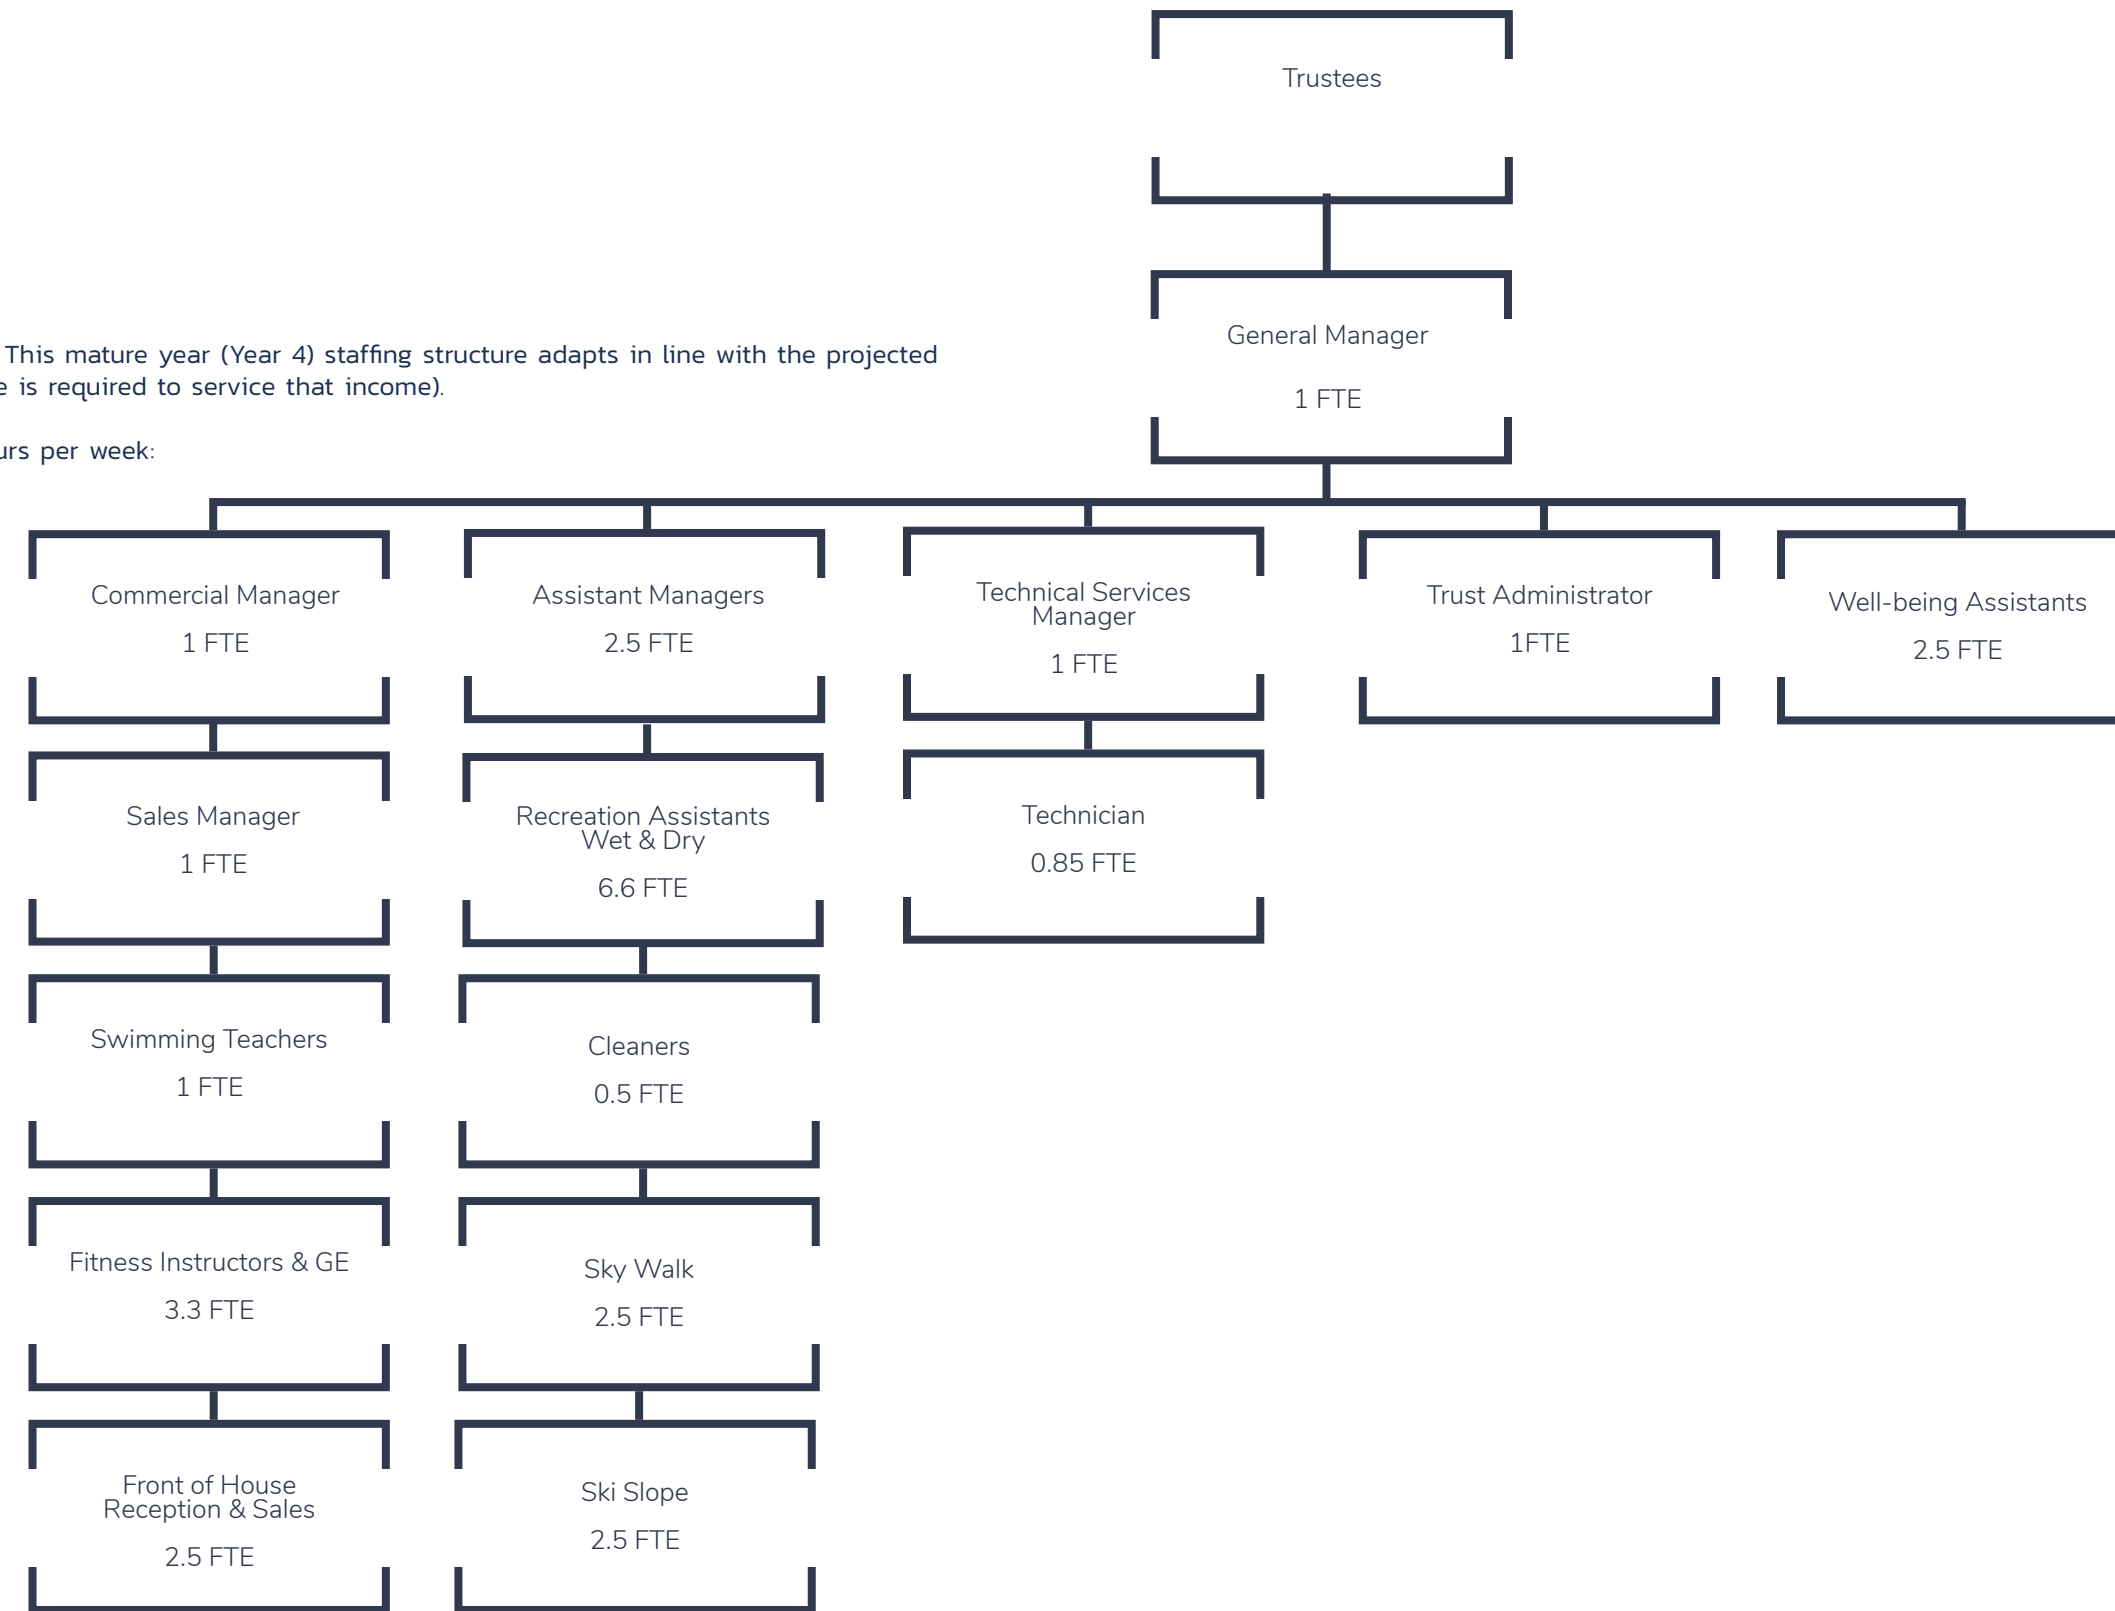 Trustees
General Manager
1 FTE
This mature year (Year 4) staffing structure adapts in line with the projected
is required to service that income).
per week:
Commercial Manager
1 FTE
Assistant Managers
2.5 FTE
Technical Services
Manager
1 FTE
Trust Administrator
1FTE
Well-being Assistants
2.5 FTE
Sales Manager
1 FTE
Recreation Assistants
Wet & Dry
6.6 FTE
Technician
0.85 FTE
Swimming Teachers
1 FTE
Cleaners
0.5 FTE
Fitness Instructors & GE
3.3 FTE
Sky Walk
2.5 FTE
Front of House
Reception & Sales
2.5 FTE
Ski Slope
2.5 FTE